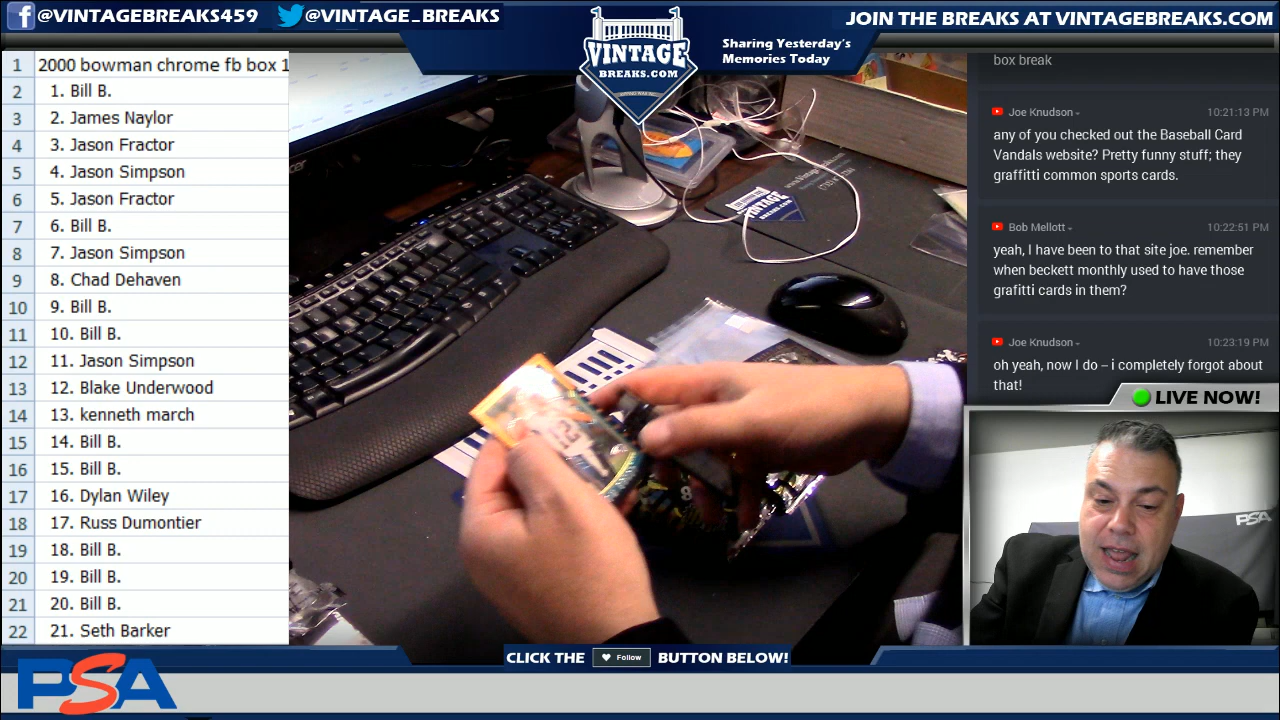 @VINTAGEBREAKS459
@VINTAGE_BREAKS
VINTAGE
BREAKS.COM
Sharing Yesterday's
Memories Today
JOIN THE BREAKS AT VINTAGEBREAKS.COM
1 2000 bowman chrome fb box 1
2 1. Bill B.
3 2. James Naylor
4 3. Jason Fractor
5 4. Jason Simpson
6 5. Jason Fractor
7 6. Bill B.
8 7. Jason Simpson
9 8. Chad Dehaven
10 9. Bill B.
11 10. Bill B.
12 11. Jason Simpson
13 12. Blake Underwood
14 13. kenneth march
15 14. Bill B.
16 15. Bill B.
17 16. Dylan Wiley
18 17. Russ Dumontier
19 18. Bill B.
20 19. Bill B.
21 20. Bill B.
22 21. Seth Barker
VINTAGE
BREAKS.COM
box break
Joe Knudson 10:21:13 PM
any of you checked out the Baseball Card
Vandals website? Pretty funny stuff; they
graffitti common sports cards.
Bob Mellott 10:22:51 PM
yeah, I have been to that site joe. remember
when beckett monthly used to have those
grafitti cards in them?
Joe Knudson 10:23:19 PM
oh yeah, now I do – i completely forgot about
that!
LIVE NOW!
PSA
CLICK THE Follow BUTTON BELOW!
PSA